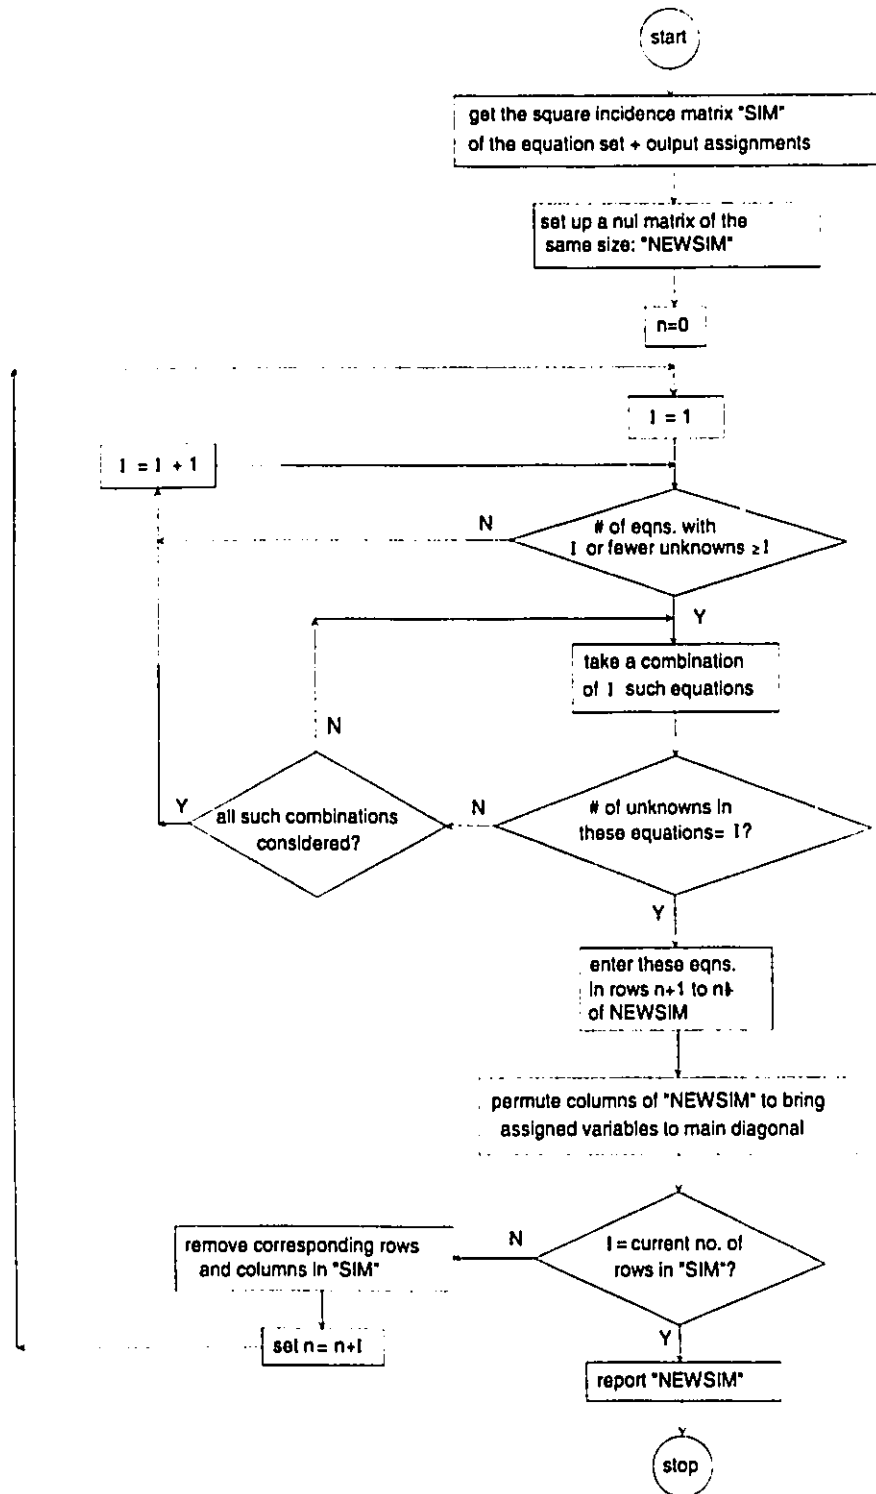 start
get the square incidence matrix "SIM"
of the equation set + output assignments
set up a nul matrix of the
same size: "NEWSIM"
n=0
I = 1
I = I + 1
N
# of eqns. with
I or fewer unknowns ≥I
Y
take a combination
of I such equations
N
Y
all such combinations
considered?
N
# of unknowns in
these equations= I?
Y
enter these eqns.
in rows n+1 to n+
of NEWSIM
permute columns of "NEWSIM" to bring
assigned variables to main diagonal
remove corresponding rows
and columns in "SIM"
N
I = current no. of
rows in "SIM"?
Y
set n= n+I
report "NEWSIM"
stop